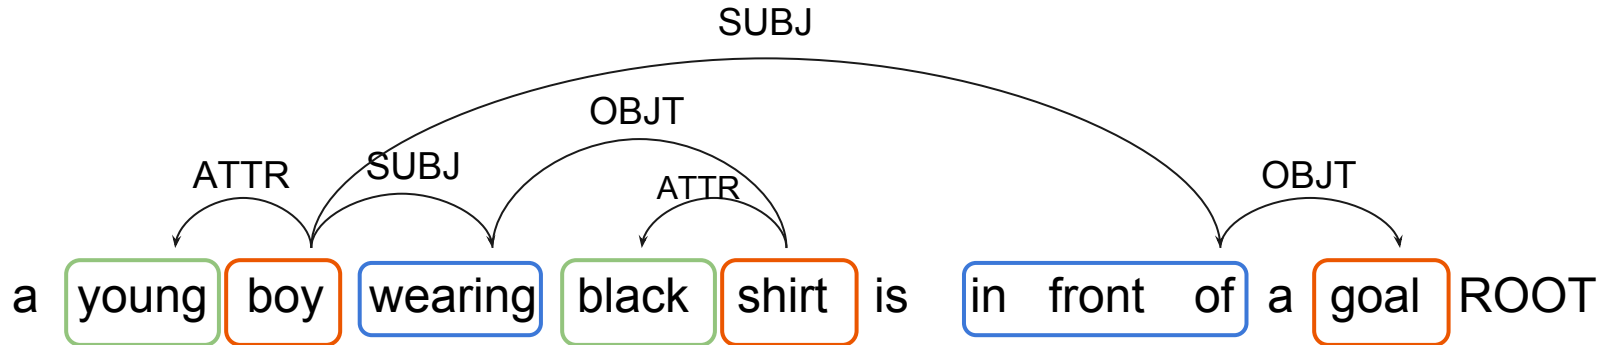 SUBJ
OBJT
ATTR SUBJ ATTR OBJT
a young boy wearing black shirt is in front of a goal ROOT